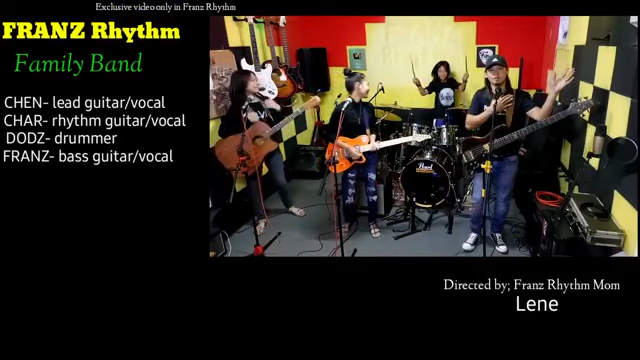 Exclusive video only in Franz Rhythm
FRANZ Rhythm
Family Band
CHEN- lead guitar/vocal
CHAR- rhythm guitar/vocal
DODZ- drummer
FRANZ- bass guitar/vocal
Directed by; Franz Rhythm Mom
Lene